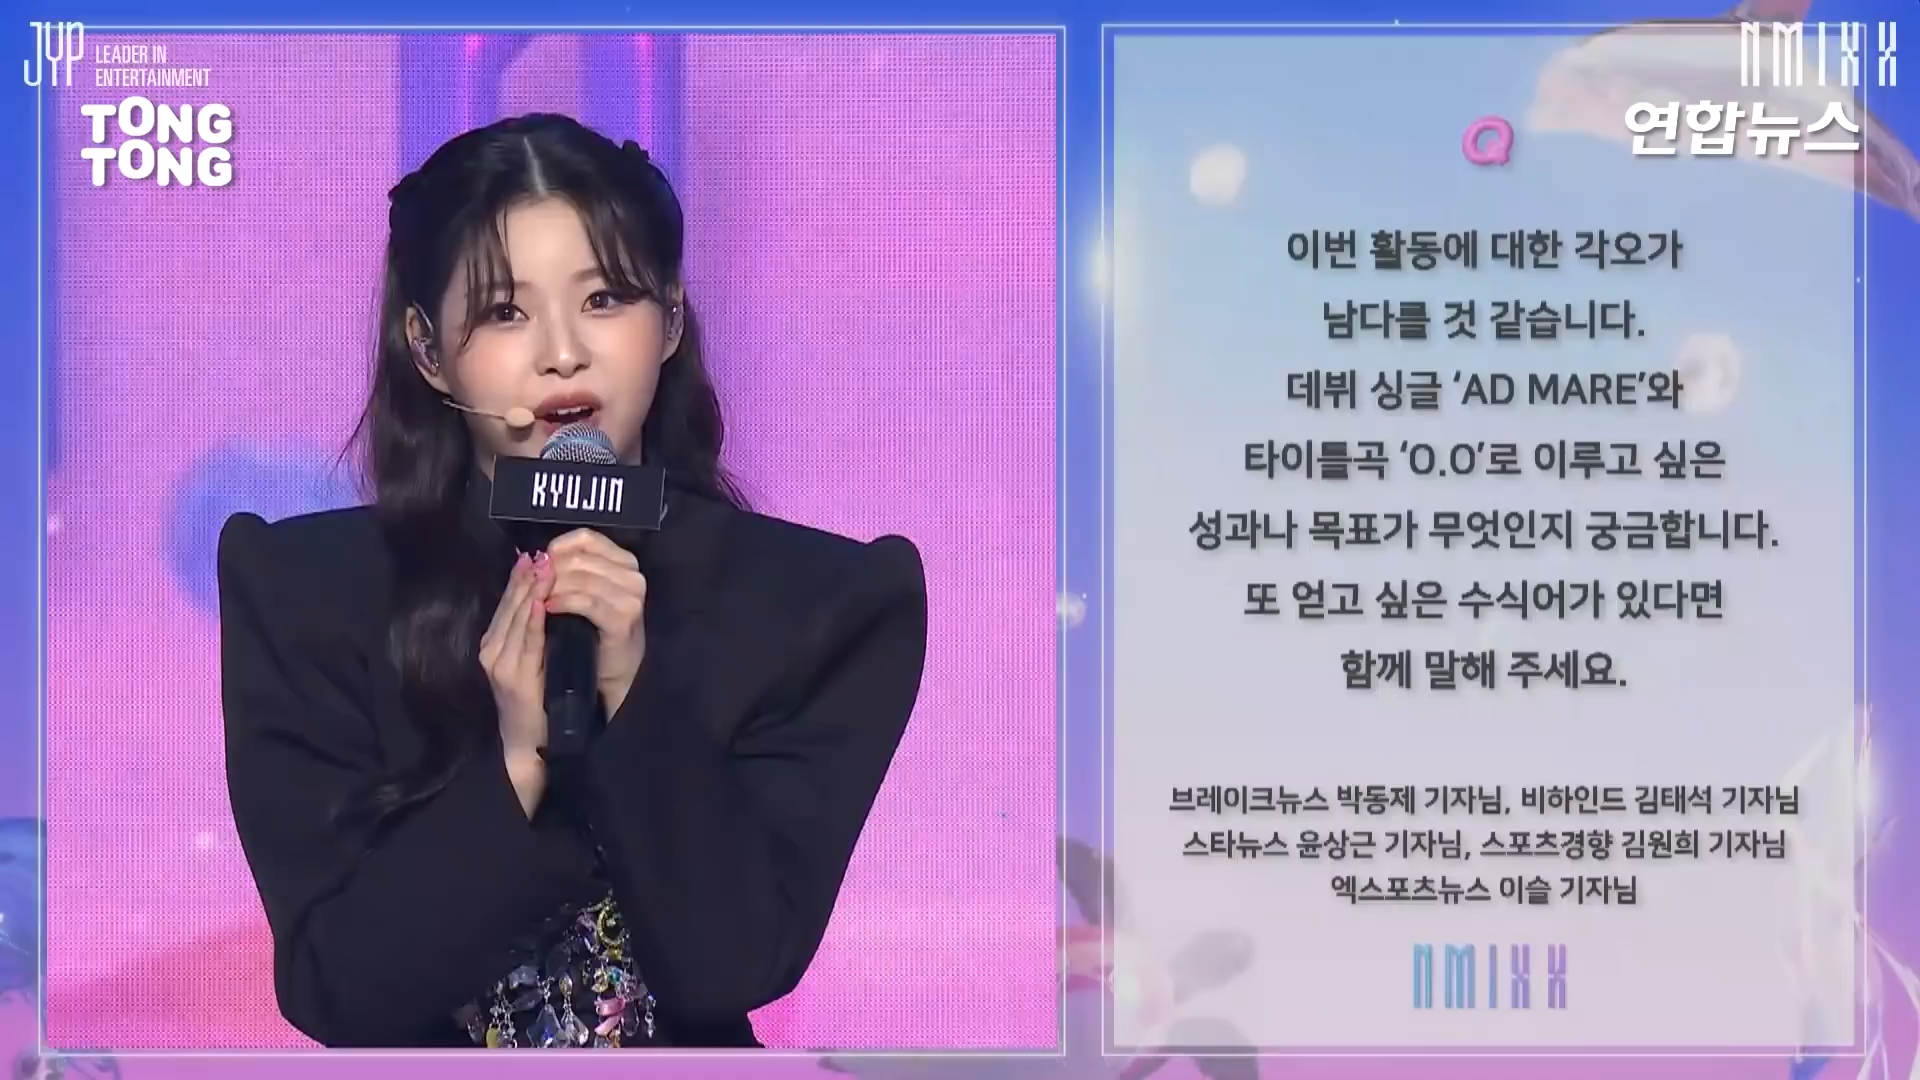 JYP LEADER IN
ENTERTAINMENT
TONG
TONG
KYUJIN
NMIXX
연합뉴스
Q
이번 활동에 대한 각오가
남다를 것 같습니다.
데뷔 싱글 ‘AD MARE’와
타이틀곡 ‘O.O’로 이루고 싶은
성과나 목표가 무엇인지 궁금합니다.
또 얻고 싶은 수식어가 있다면
함께 말해 주세요.
브레이크뉴스 박동제 기자님, 비하인드 김태석 기자님
스타뉴스 윤상근 기자님, 스포츠경향 김원희 기자님
엑스포츠뉴스 이슬 기자님
NMIXX